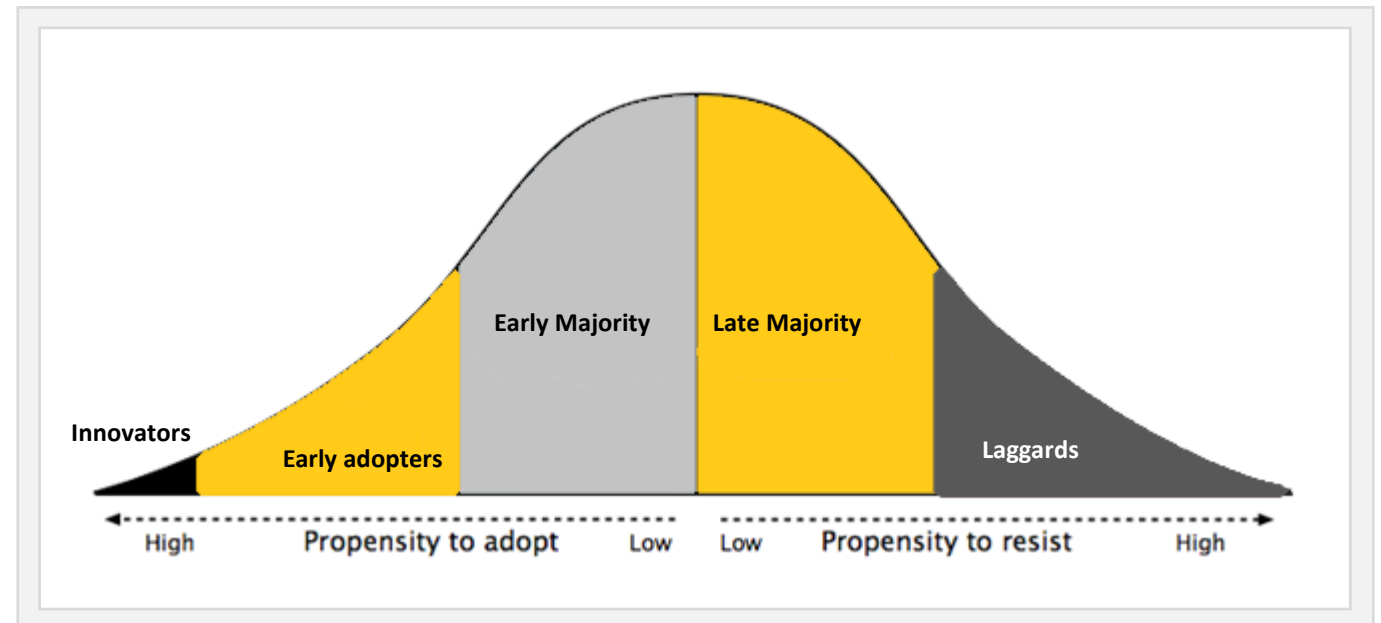 Early Majority
Late Majority
Innovators
Early adopters
Laggards
High Propensity to adopt Low Low Propensity to resist High